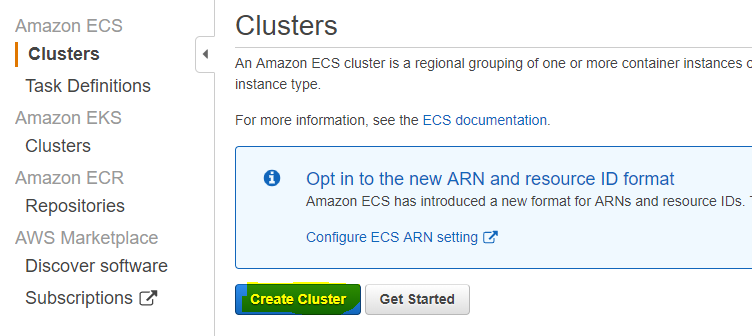 Amazon ECS
Clusters
Task Definitions
Amazon EKS
Clusters
Amazon ECR
Repositories
AWS Marketplace
Discover software
Subscriptions
Clusters
An Amazon ECS cluster is a regional grouping of one or more container instances
instance type.
For more information, see the ECS documentation.
Opt in to the new ARN and resource ID format
Amazon ECS has introduced a new format for ARNs and resource IDs.
Configure ECS ARN setting
Create Cluster
Get Started